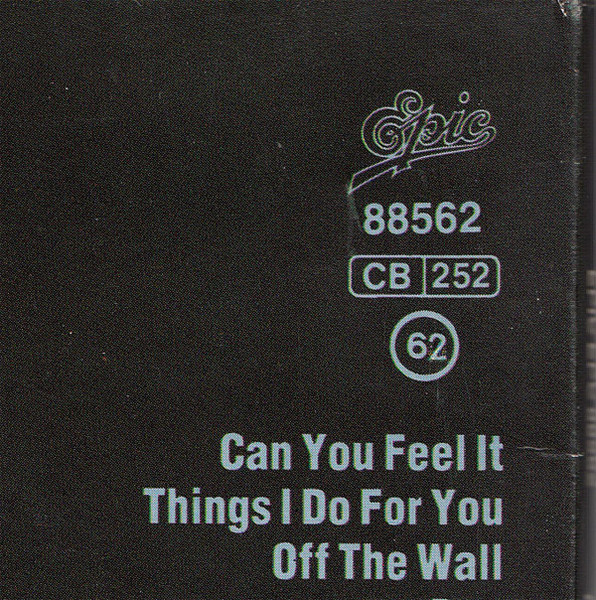 Epic
88562
CB 252
62
Can You Feel It
Things I Do For You
Off The Wall